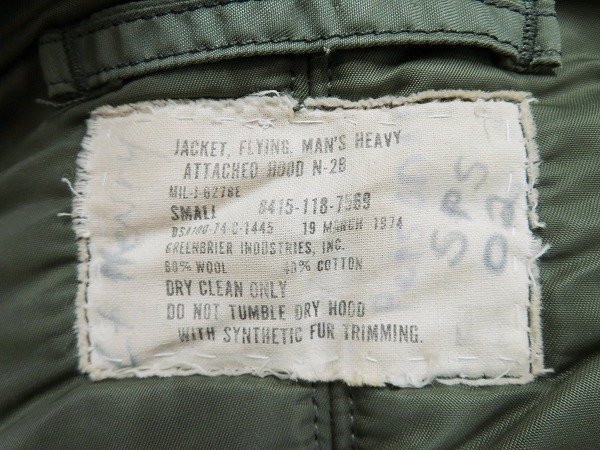 JACKET, FLYING, MAN'S HEAVY
ATTACHED HOOD N-2B
MIL-J-6278E
SMALL 8415-118-7569
DSA100-74-C-1445 19 MARCH 1974
GREENBRIER INDUSTRIES, INC.
60% WOOL 40% COTTON
DRY CLEAN ONLY
DO NOT TUMBLE DRY HOOD
WITH SYNTHETIC FUR TRIMMING.
SPS
02